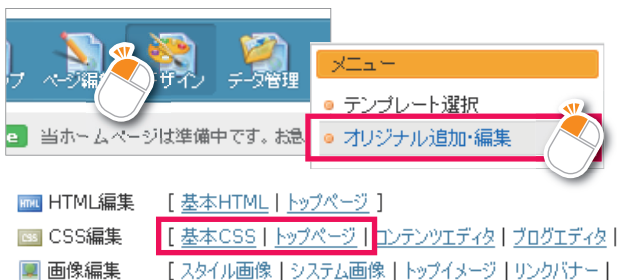 ップ ページ編 デザイン データ管理
e 当ホームページは準備中です。お急
メニュー
テンプレート選択
オリジナル追加・編集
HTML HTML編集 [ 基本HTML | トップページ ]
CSS CSS編集 [ 基本CSS | トップページ | コンテンツエディタ | ブログエディタ |
画像編集 [ スタイル画像 | システム画像 | トップイメージ | リンクバナー |